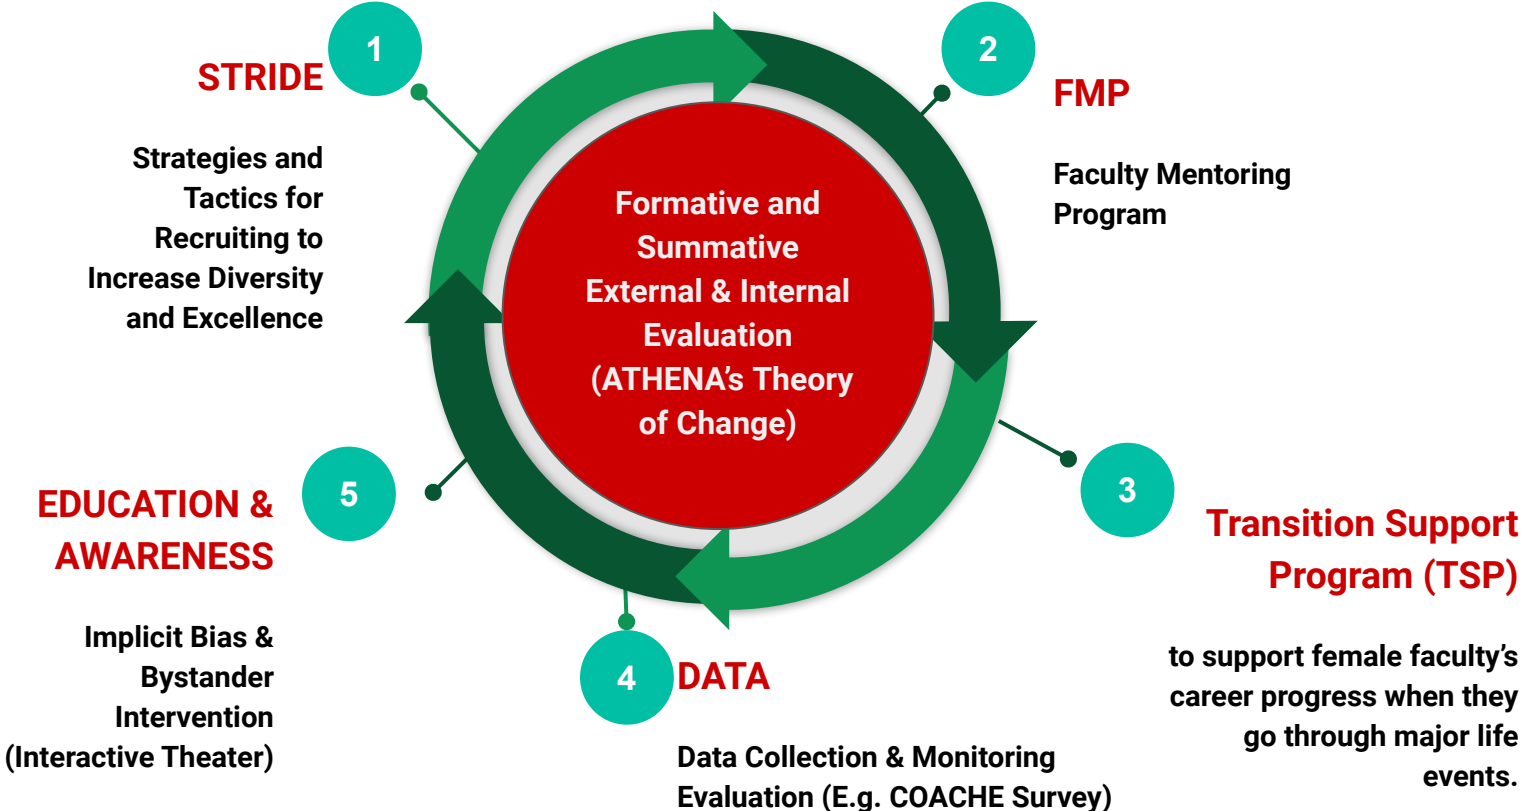 1
STRIDE
Strategies and
Tactics for
Recruiting to
Increase Diversity
and Excellence
2
FMP
Faculty Mentoring
Program
Formative and
Summative
External & Internal
Evaluation
(ATHENA’s Theory
of Change)
3
Transition Support
Program (TSP)
to support female faculty’s
career progress when they
go through major life
events.
4
DATA
Data Collection & Monitoring
Evaluation (E.g. COACHE Survey)
5
EDUCATION &
AWARENESS
Implicit Bias &
Bystander
Intervention
(Interactive Theater)